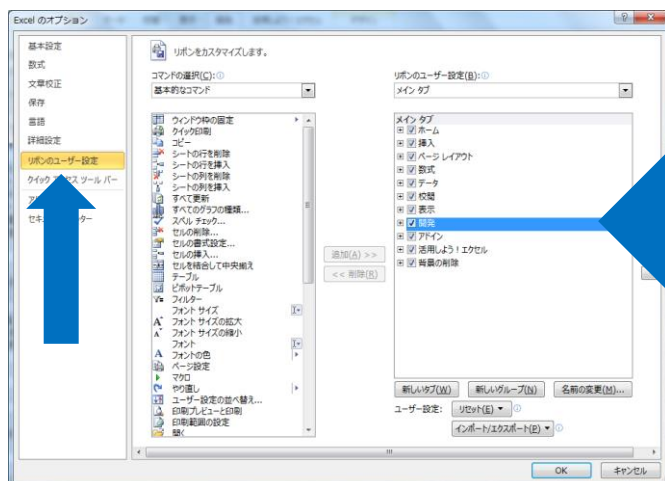 Excel のオプション
基本設定
数式
文章校正
保存
言語
詳細設定
リボンのユーザー設定
クイック
セス ツール バー
リボンをカスタマイズします。
コマンドの選択(C):
基本的なコマンド
ウィンドウ枠の固定
クイック印刷
コピー
シートの行を削除
シートの行を挿入
シートの列を削除
シートの列を挿入
すべて更新
すべてのグラフの種類...
スペル チェック...
セルの削除...
セルの書式設定...
セルの挿入...
セルを結合して中央揃え
テーブル
ピボットテーブル
フィルター
フォント サイズ
フォント サイズの拡大
フォント サイズの縮小
フォント
フォントの色
ページ設定
マクロ
やり直し
ユーザー設定の並べ替え...
印刷プレビューと印刷
印刷範囲の設定
開く
追加(A) >>
<< 削除(R)
リボンのユーザー設定(B):
メイン タブ
メイン タブ
ホーム
挿入
ページ レイアウト
数式
データ
校閲
表示
開発
アドイン
活用しよう！エクセル
背景の削除
新しいタブ(W)
新しいグループ(N)
名前の変更(M)...
ユーザー設定:
リセット(E)
インポート/エクスポート(P)
OK
キャンセル